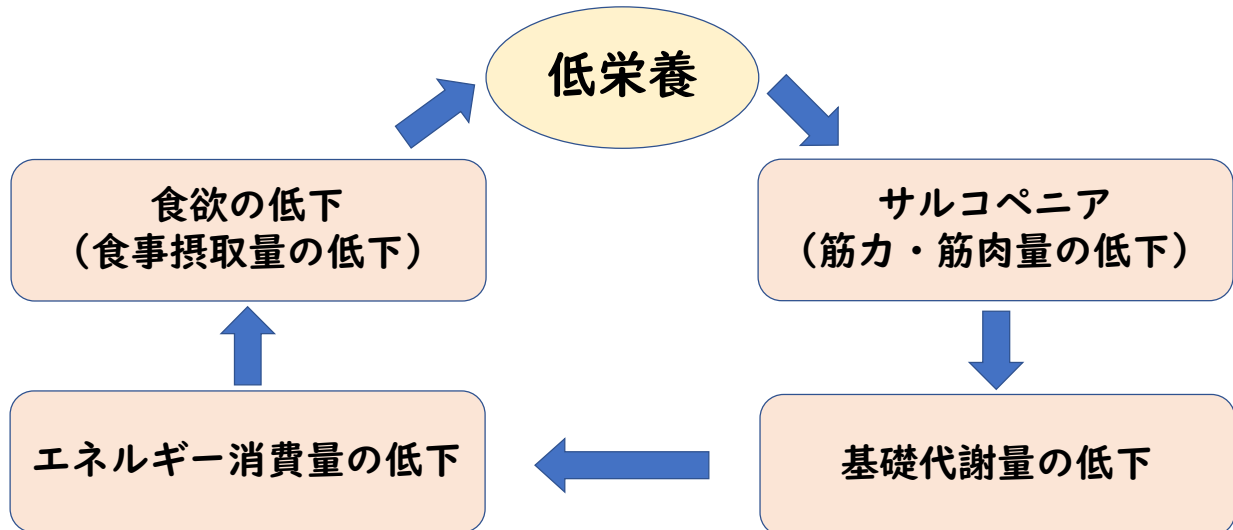 低栄養
食欲の低下
（食事摂取量の低下）
サルコペニア
（筋力・筋肉量の低下）
エネルギー消費量の低下
基礎代謝量の低下